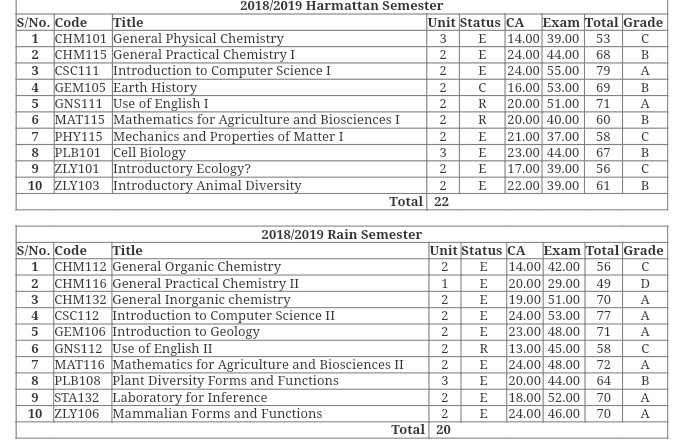 2018/2019 Harmattan Semester
S/No. Code Title Unit Status CA Exam Total Grade
1 CHM101 General Physical Chemistry 3 E 14.00 39.00 53 C
2 CHM115 General Practical Chemistry I 2 E 24.00 44.00 68 B
3 CSC111 Introduction to Computer Science I 2 E 24.00 55.00 79 A
4 GEM105 Earth History 2 C 16.00 53.00 69 B
5 GNS111 Use of English I 2 R 20.00 51.00 71 A
6 MAT115 Mathematics for Agriculture and Biosciences I 2 R 20.00 40.00 60 B
7 PHY115 Mechanics and Properties of Matter I 2 E 21.00 37.00 58 C
8 PLB101 Cell Biology 3 E 23.00 44.00 67 B
9 ZLY101 Introductory Ecology? 2 E 17.00 39.00 56 C
10 ZLY103 Introductory Animal Diversity 2 E 22.00 39.00 61 B
Total 22
2018/2019 Rain Semester
S/No. Code Title Unit Status CA Exam Total Grade
1 CHM112 General Organic Chemistry 2 E 14.00 42.00 56 C
2 CHM116 General Practical Chemistry II 1 E 20.00 29.00 49 D
3 CHM132 General Inorganic chemistry 2 E 19.00 51.00 70 A
4 CSC112 Introduction to Computer Science II 2 E 24.00 53.00 77 A
5 GEM106 Introduction to Geology 2 E 23.00 48.00 71 A
6 GNS112 Use of English II 2 R 13.00 45.00 58 C
7 MAT116 Mathematics for Agriculture and Biosciences II 2 E 24.00 48.00 72 A
8 PLB108 Plant Diversity Forms and Functions 3 E 20.00 44.00 64 B
9 STA132 Laboratory for Inference 2 E 18.00 52.00 70 A
10 ZLY106 Mammalian Forms and Functions 2 E 24.00 46.00 70 A
Total 20